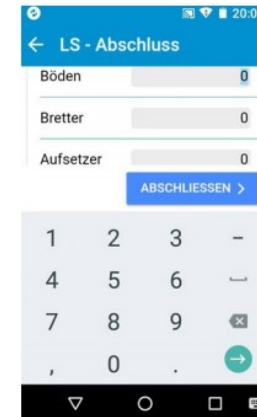 20:0
← LS - Abschluss
Böden 0
Bretter 0
Aufsetzer 0
ABSCHLIESSEN >
1 2 3 -
4 5 6
7 8 9
, 0 .